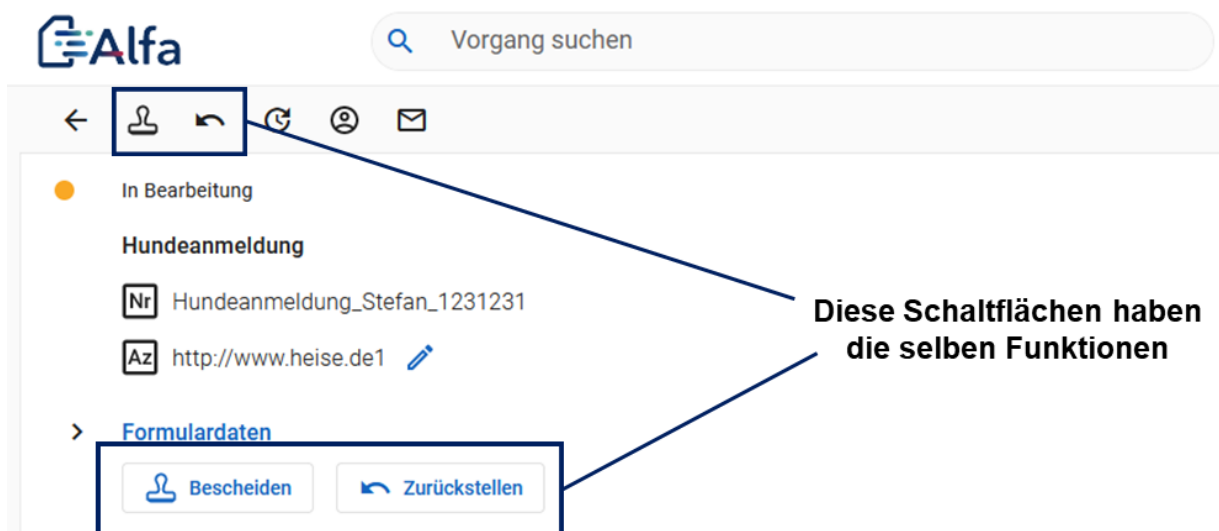 Alfa
Vorgang suchen
In Bearbeitung
Hundeanmeldung
Nr Hundeanmeldung_Stefan_1231231
Az http://www.heise.de1
Diese Schaltflächen haben
die selben Funktionen
Formulardaten
Bescheiden Zurückstellen